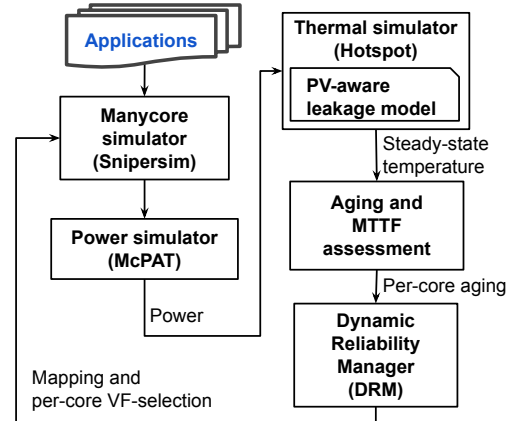 Applications
Manycore
simulator
(Snipersim)
Power simulator
(McPAT)
Power
Thermal simulator
(Hotspot)
PV-aware
leakage model
Steady-state
temperature
Aging and
MTTF
assessment
Per-core aging
Dynamic
Reliability
Manager
(DRM)
Mapping and
per-core VF-selection